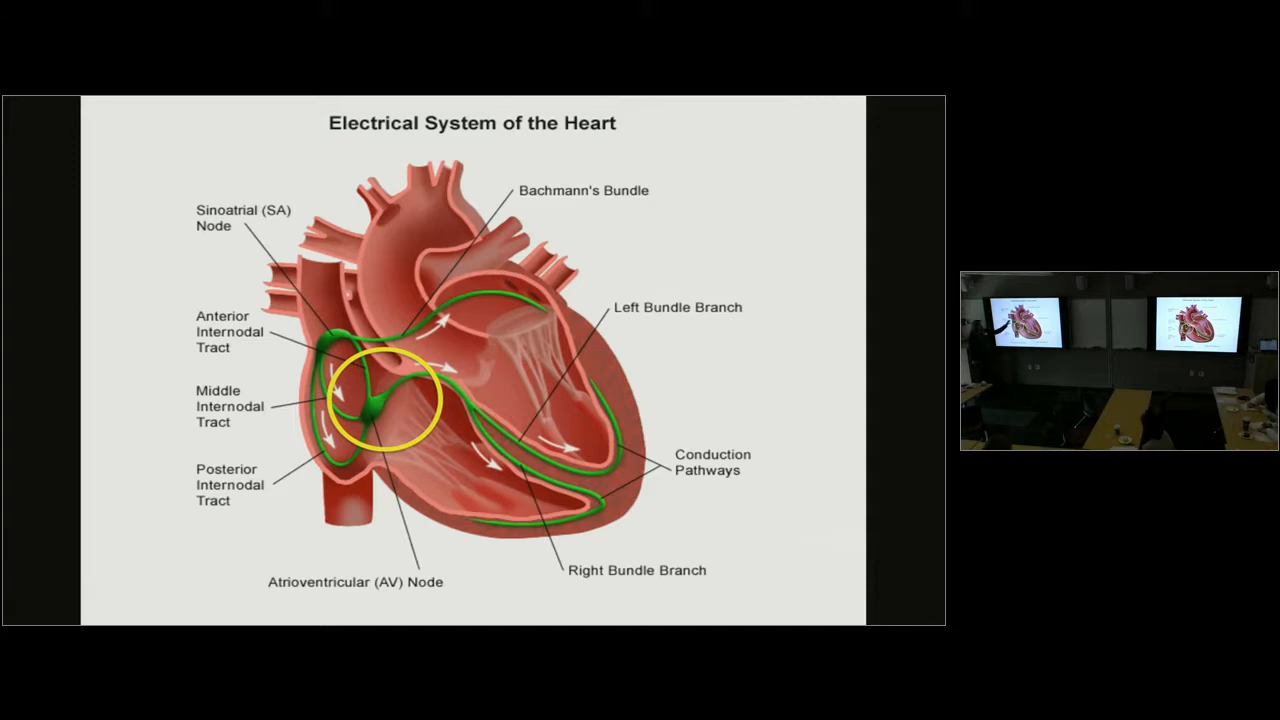 Electrical System of the Heart
Bachmann's Bundle
Sinoatrial (SA)
Node
Left Bundle Branch
Anterior
Internodal
Tract
Middle
Internodal
Tract
Conduction
Pathways
Posterior
Internodal
Tract
Right Bundle Branch
Atrioventricular (AV) Node